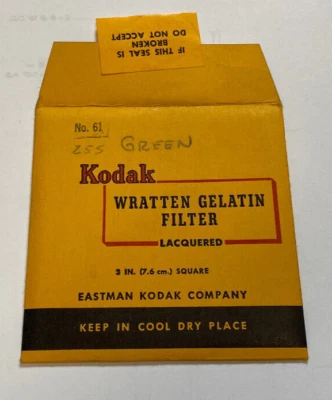 IF THIS SEAL IS
BROKEN
DO NOT ACCEPT
No. 61
255 GREEN
Kodak
WRATTEN GELATIN
FILTER
LACQUERED
3 IN. (7.6 cm.) SQUARE
EASTMAN KODAK COMPANY
KEEP IN COOL DRY PLACE